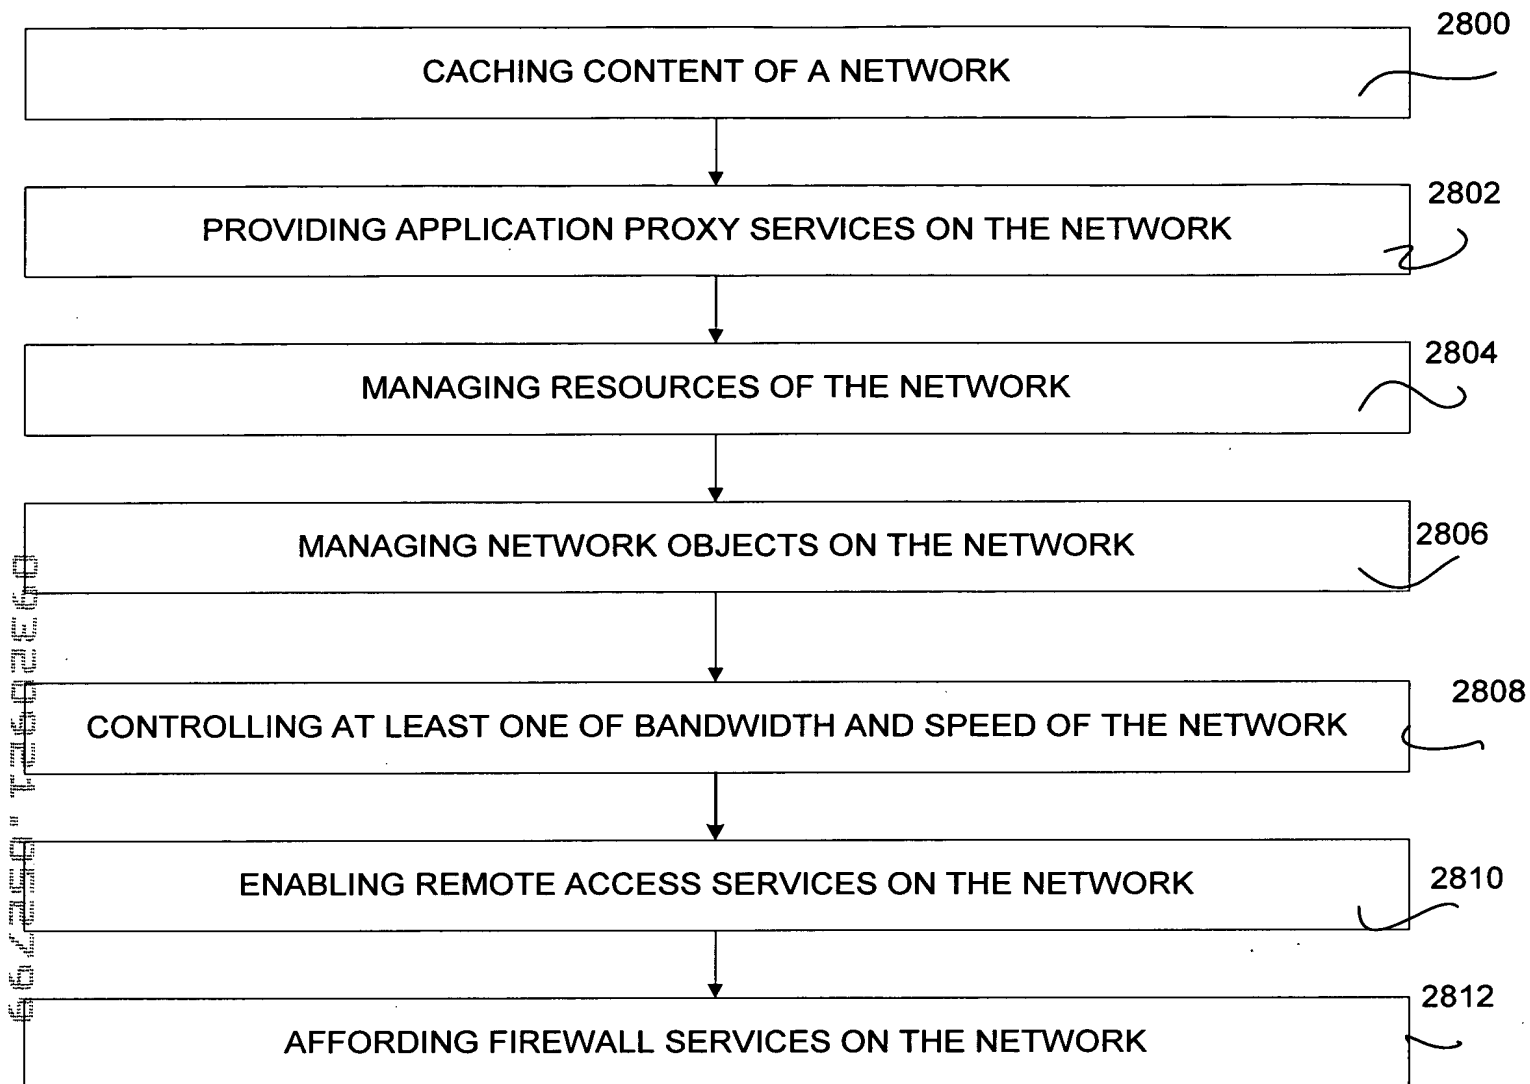 2800
CACHING CONTENT OF A NETWORK
2802
PROVIDING APPLICATION PROXY SERVICES ON THE NETWORK
2804
MANAGING RESOURCES OF THE NETWORK
2806
MANAGING NETWORK OBJECTS ON THE NETWORK
2808
CONTROLLING AT LEAST ONE OF BANDWIDTH AND SPEED OF THE NETWORK
2810
ENABLING REMOTE ACCESS SERVICES ON THE NETWORK
2812
AFFORDING FIREWALL SERVICES ON THE NETWORK